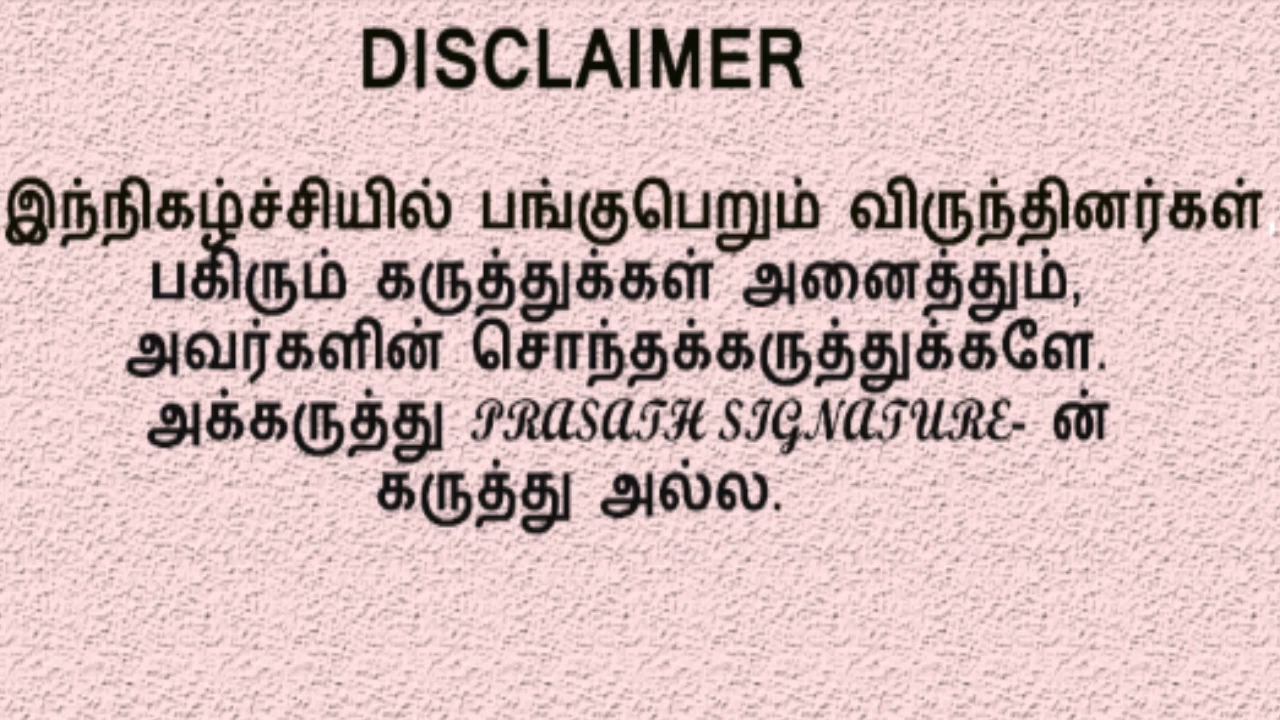 DISCLAIMER
இந்நிகழ்ச்சியில் பங்குபெறும் விருந்தினர்கள்,
பகிரும் கருத்துக்கள் அனைத்தும்,
அவர்களின் சொந்தக்கருத்துக்களே.
அக்கருத்து PRASATH SIGNATURE- ன்
கருத்து அல்ல.